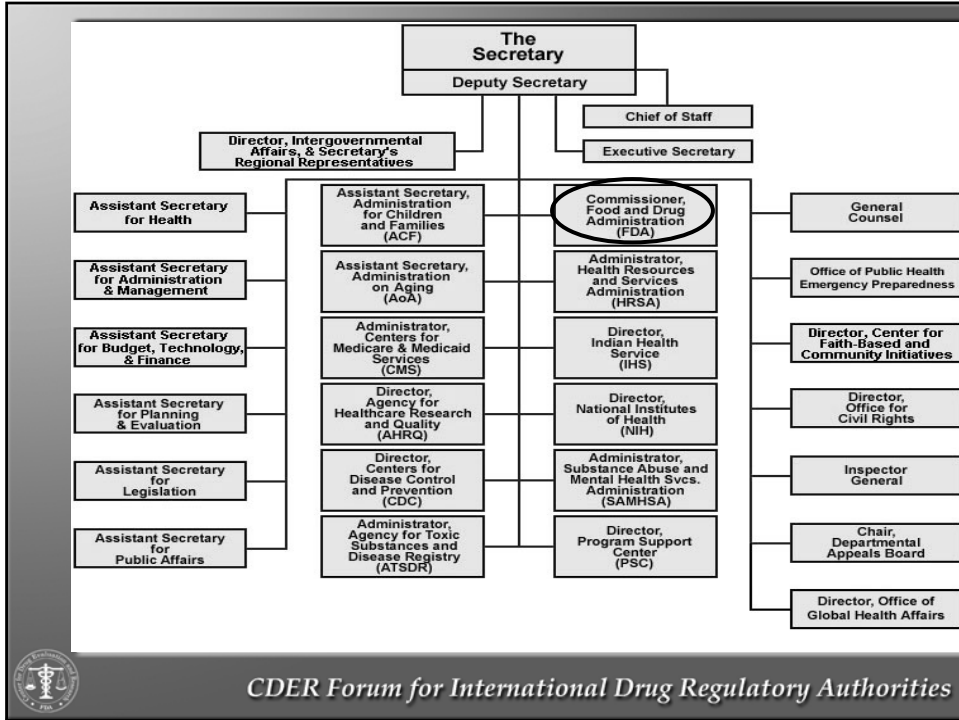 The
Secretary
Deputy Secretary
Chief of Staff
Executive Secretary
Director, Intergovernmental
Affairs, & Secretary's
Regional Representatives
Assistant Secretary
for Health
Assistant Secretary
for Administration
& Management
Assistant Secretary
for Budget, Technology,
& Finance
Assistant Secretary
for Planning
& Evaluation
Assistant Secretary
for
Legislation
Assistant Secretary
for
Public Affairs
Assistant Secretary,
Administration
for Children
and Families
(ACF)
Assistant Secretary,
Administration
on Aging
(AoA)
Administrator,
Centers for
Medicare & Medicaid
Services
(CMS)
Director,
Agency for
Healthcare Research
and Quality
(AHRQ)
Director,
Centers for
Disease Control
and Prevention
(CDC)
Administrator,
Agency for Toxic
Substances and
Disease Registry
(ATSDR)
Commissioner,
Food and Drug
Administration
(FDA)
Administrator,
Health Resources
and Services
Administration
(HRSA)
Director,
Indian Health
Service
(IHS)
Director,
National Institutes
of Health
(NIH)
Administrator,
Substance Abuse and
Mental Health Svcs.
Administration
(SAMHSA)
Director,
Program Support
Center
(PSC)
General
Counsel
Office of Public Health
Emergency Preparedness
Director, Center for
Faith-Based and
Community Initiatives
Director,
Office for
Civil Rights
Inspector
General
Chair,
Departmental
Appeals Board
Director, Office of
Global Health Affairs
CDER Forum for International Drug Regulatory Authorities